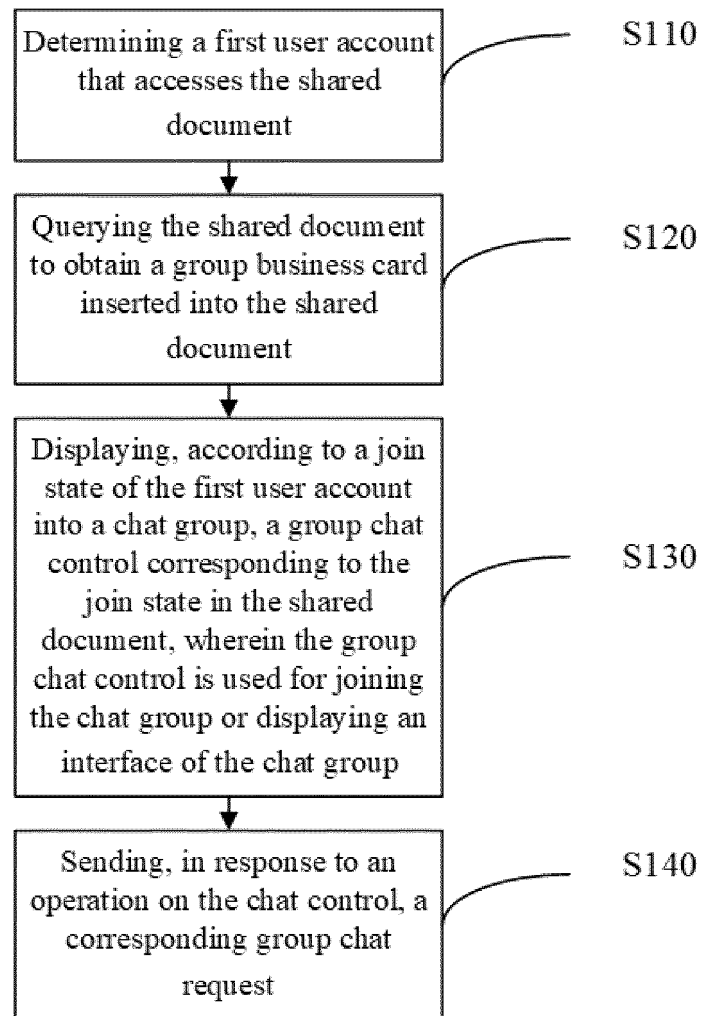 Determining a first user account
that accesses the shared
document
S110
Querying the shared document
to obtain a group business card
inserted into the shared
document
S120
Displaying, according to a join
state of the first user account
into a chat group, a group chat
control corresponding to the
join state in the shared
document, wherein the group
chat control is used for joining
the chat group or displaying an
interface of the chat group
S130
Sending, in response to an
operation on the chat control, a
corresponding group chat
request
S140